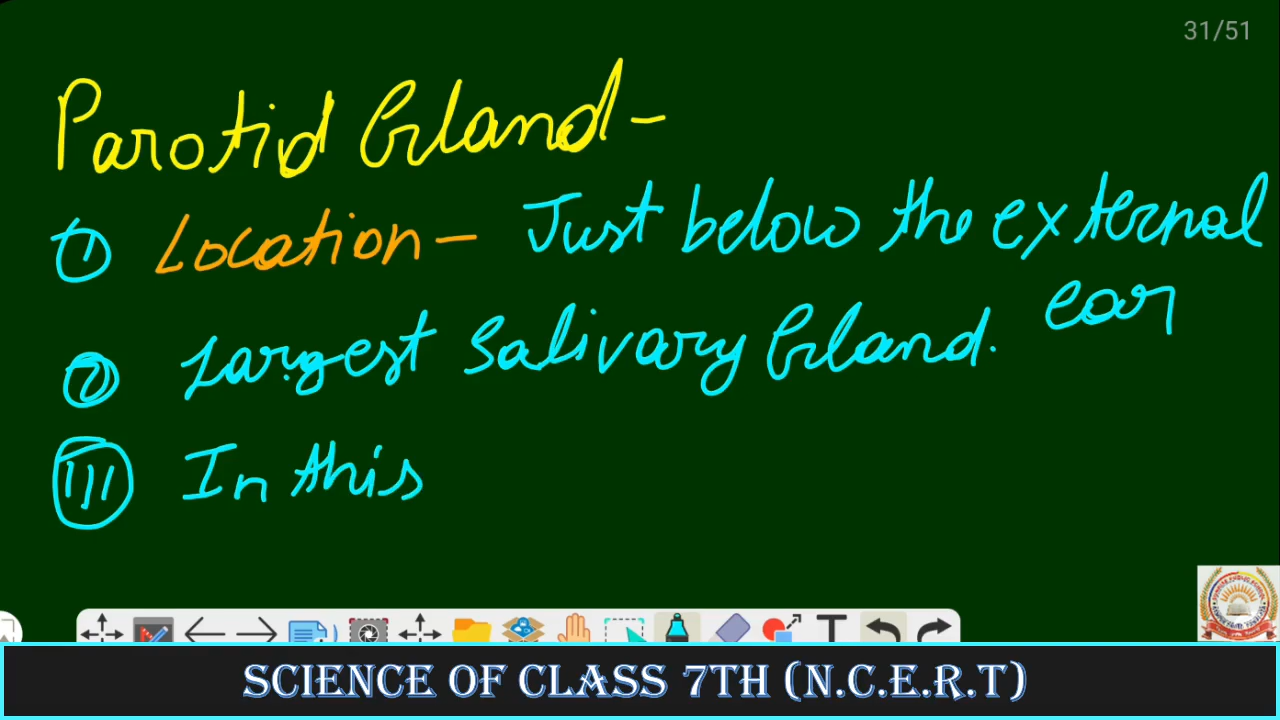 31/51
Parotid Gland-
① Location - Just below the external
ear
② Largest Salivary Gland.
III In this
T
SCIENCE OF CLASS 7TH (N.C.E.R.T)